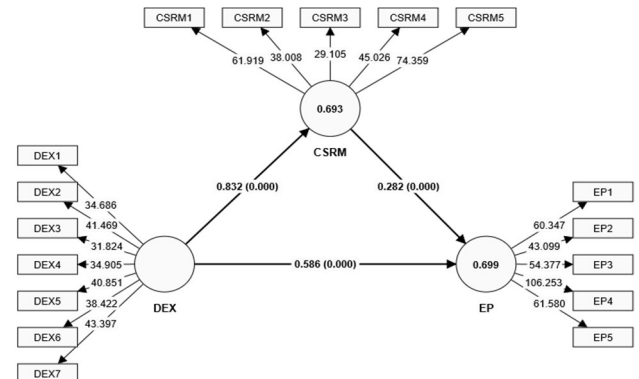 CSRM1 CSRM2 CSRM3 CSRM4 CSRM5
61.919 38.008 29.105 45.026 74.359
0.693
CSRM
DEX1
DEX2
DEX3
DEX4
DEX5
DEX6
DEX7
34.686
41.469
31.824
34.905
40.851
38.422
43.397
DEX
0.832 (0.000)
0.282 (0.000)
0.586 (0.000)
0.699
EP
60.347
43.099
54.377
106.253
61.580
EP1
EP2
EP3
EP4
EP5